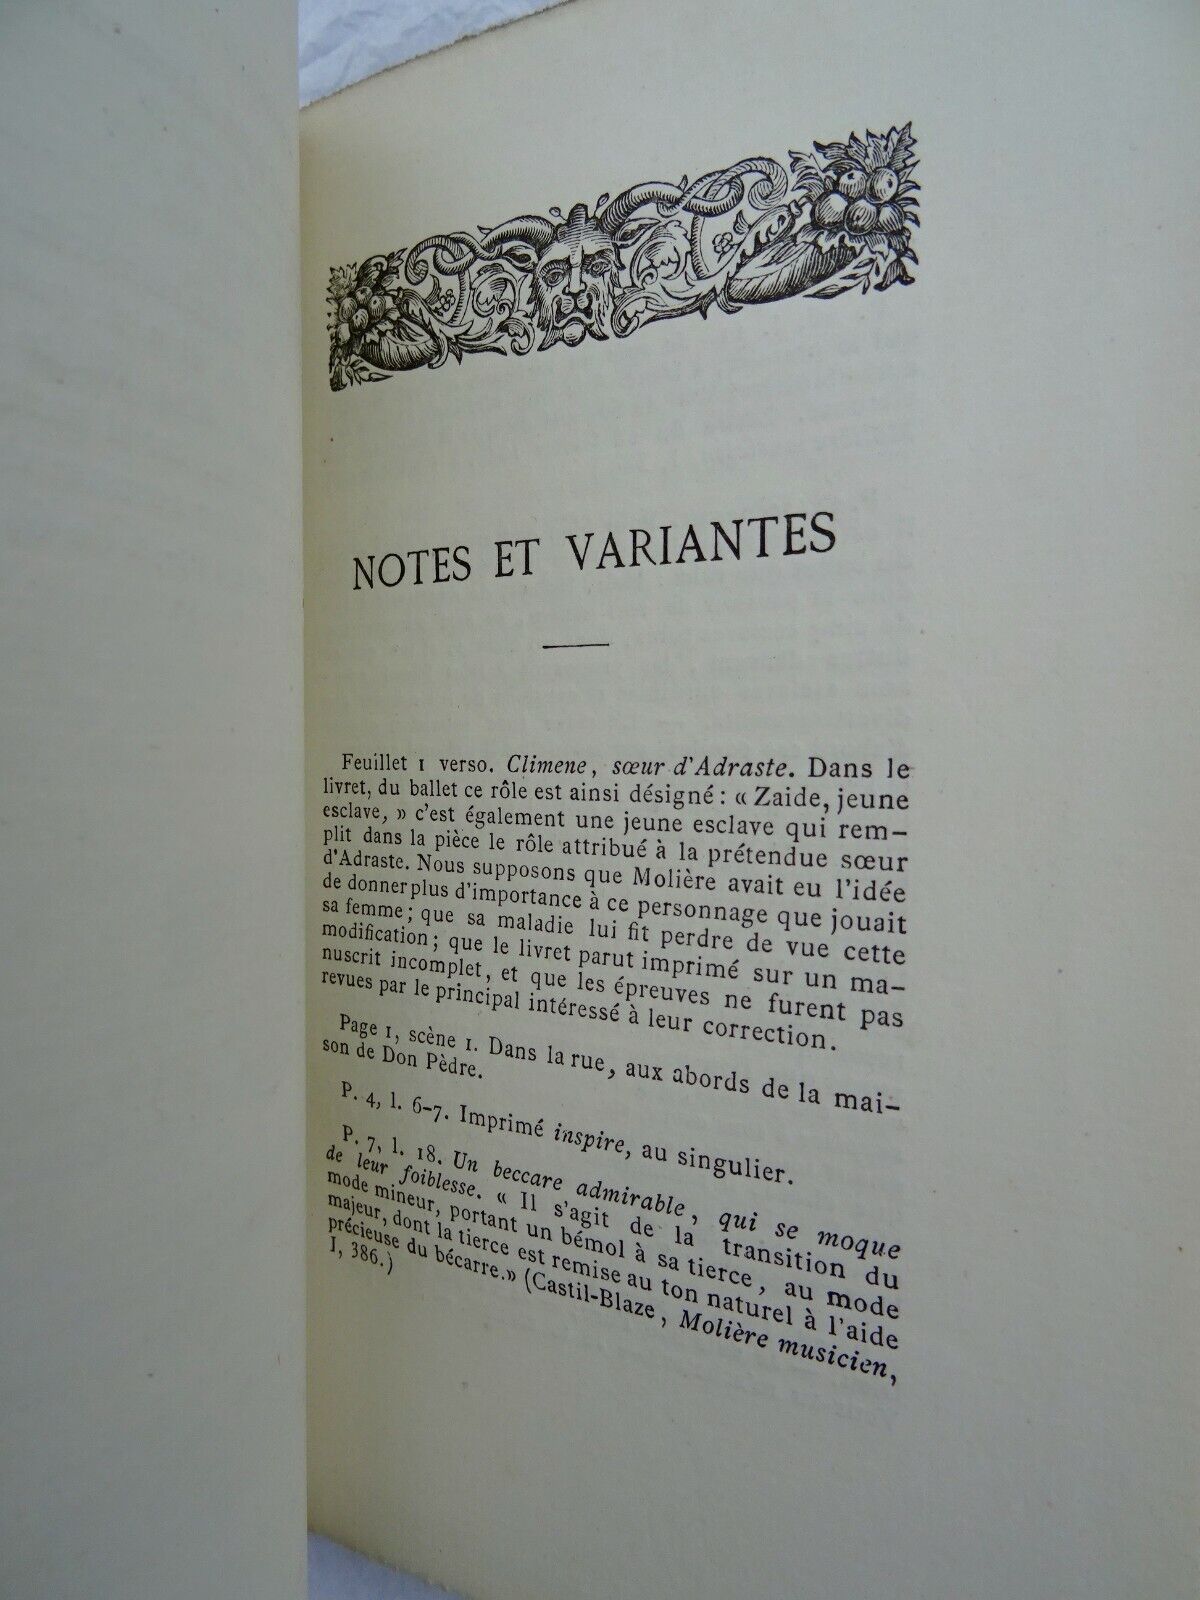 NOTES ET VARIANTES
Feuillet 1 verso. Climene, sœur d'Adraste. Dans le
livret, du ballet ce rôle est ainsi désigné : « Zaide, jeune
esclave, » c'est également une jeune esclave qui rem-
plit dans la pièce le rôle attribué à la prétendue sœur
d'Adraste. Nous supposons que Molière avait eu l'idée
de donner plus d'importance à ce personnage que jouait
sa femme; que sa maladie lui fit perdre de vue cette
modification; que le livret parut imprimé sur un ma-
nuscrit incomplet, et que les épreuves ne furent pas
revues par le principal intéressé à leur correction.
Page 1, scène 1. Dans la rue, aux abords de la mai-
son de Don Pèdre.
P. 4, l. 6-7. Imprimé inspire, au singulier.
P. 7, l. 18. Un beccare admirable, qui se moque
de leur foiblesse. « Il s'agit de la transition du
mode mineur, portant un bémol à sa tierce, au mode
majeur, dont la tierce est remise au ton naturel à l'aide
précieuse du bécarre.» (Castil-Blaze, Molière musicien,
I, 386.)